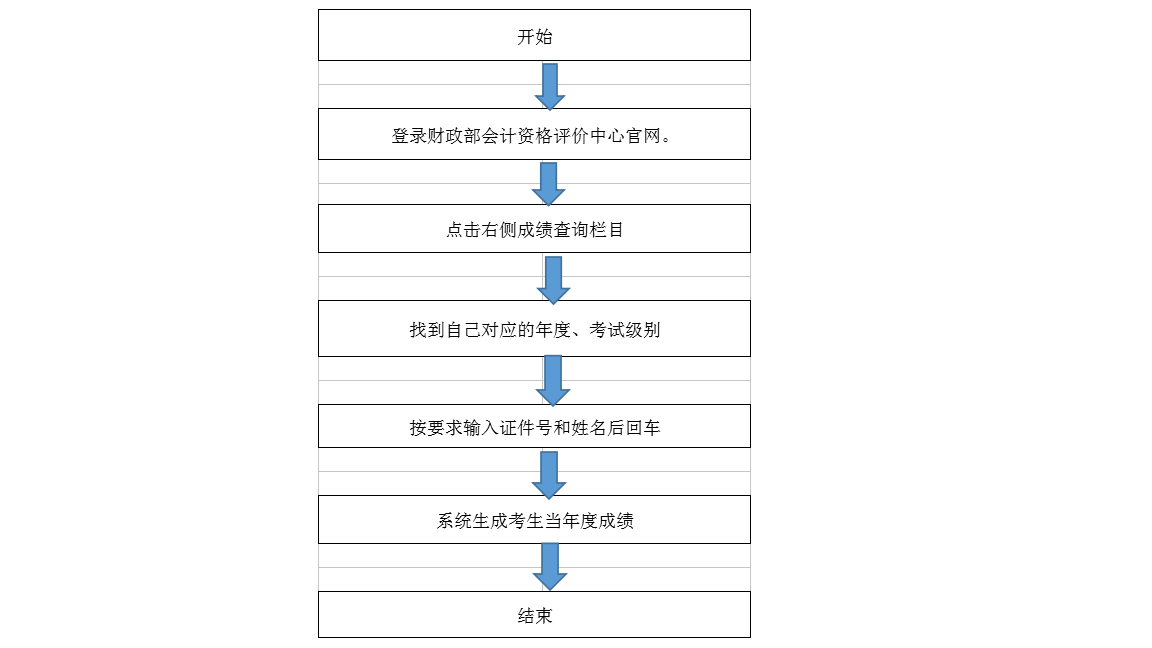 开始
登录财政部会计资格评价中心官网。
点击右侧成绩查询栏目
找到自己对应的年度、考试级别
按要求输入证件号和姓名后回车
系统生成考生当年度成绩
结束